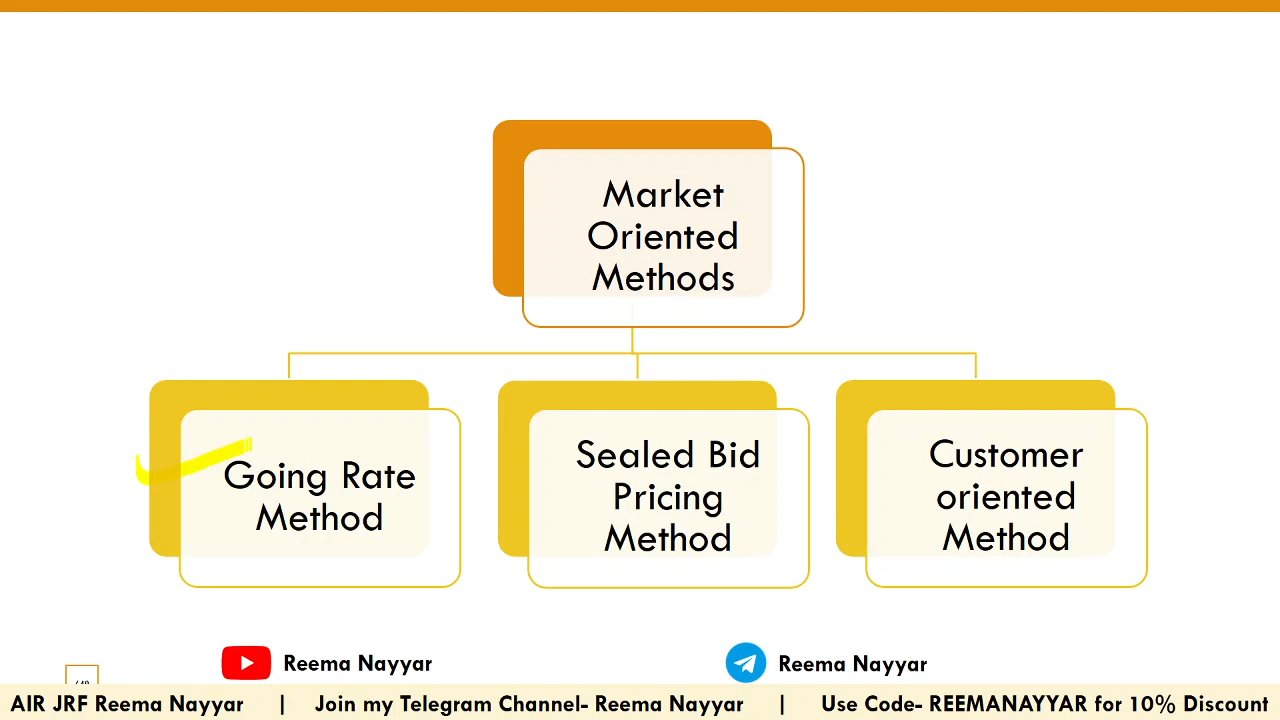 Market
Oriented
Methods
Going Rate
Method
Sealed Bid
Pricing
Method
Customer
oriented
Method
Reema Nayyar
Reema Nayyar
AIR JRF Reema Nayyar | Join my Telegram Channel- Reema Nayyar | Use Code- REEMANAYYAR for 10% Discount